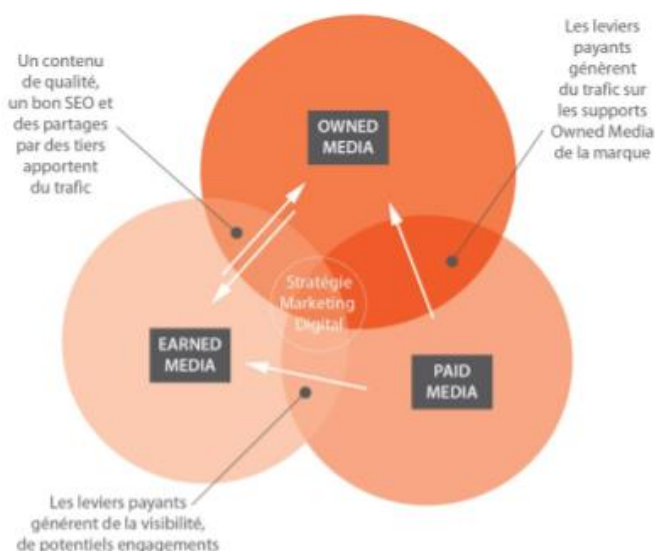 Un contenu
de qualité,
un bon SEO et
des partages
par des tiers
apportent
du trafic
Les leviers
payants
génèrent
du trafic sur
les supports
Owned Media
de la marque
OWNED
MEDIA
Stratégie
Marketing
Digital
EARNED
MEDIA
PAID
MEDIA
Les leviers payants
générent de la visibilité,
de potentiels engagements